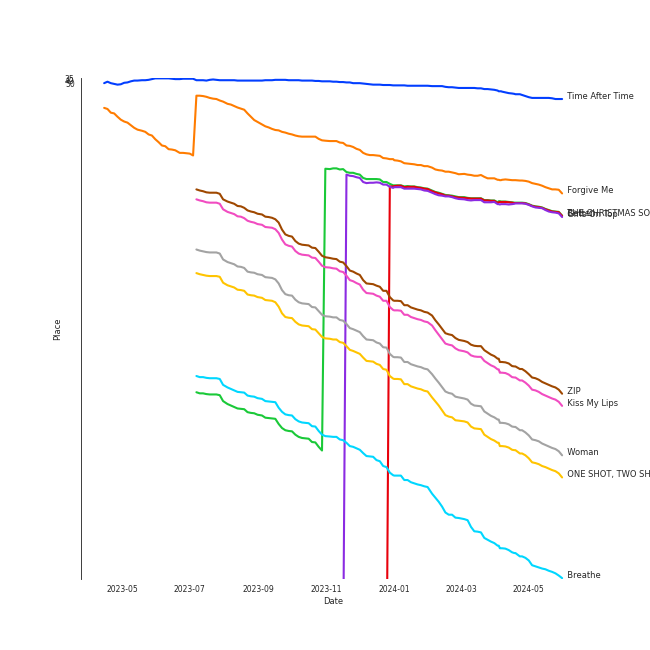 Time After Time
Forgive Me
ZIP
Kiss My Lips
Woman
ONE SHOT, TWO SH
Breathe
Place
2023-05
2023-07
2023-09
2023-11
2024-01
2024-03
2024-05
Date